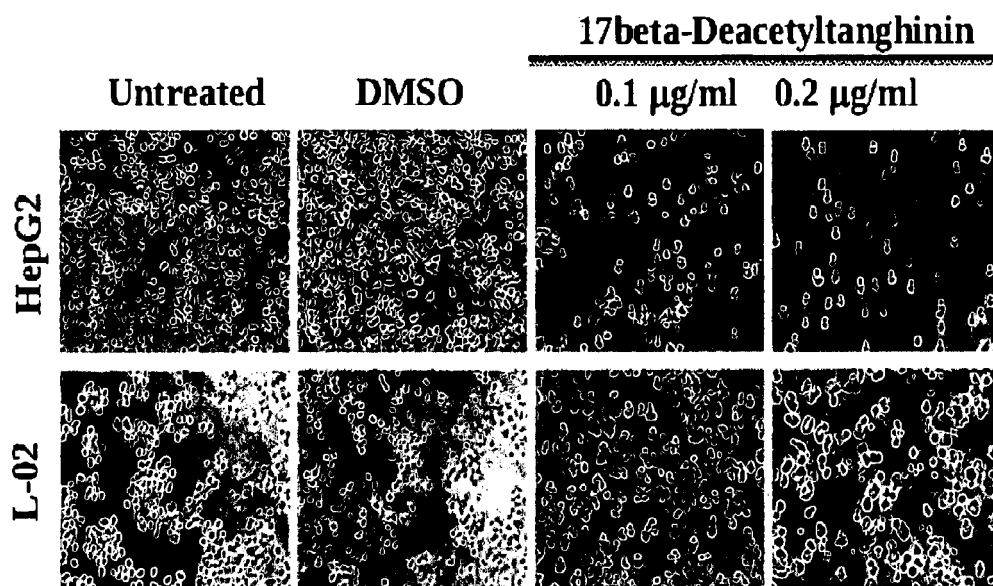 17beta-Deacetyltanghinin
Untreated DMSO 0.1 µg/ml 0.2 µg/ml
HepG2
L-02